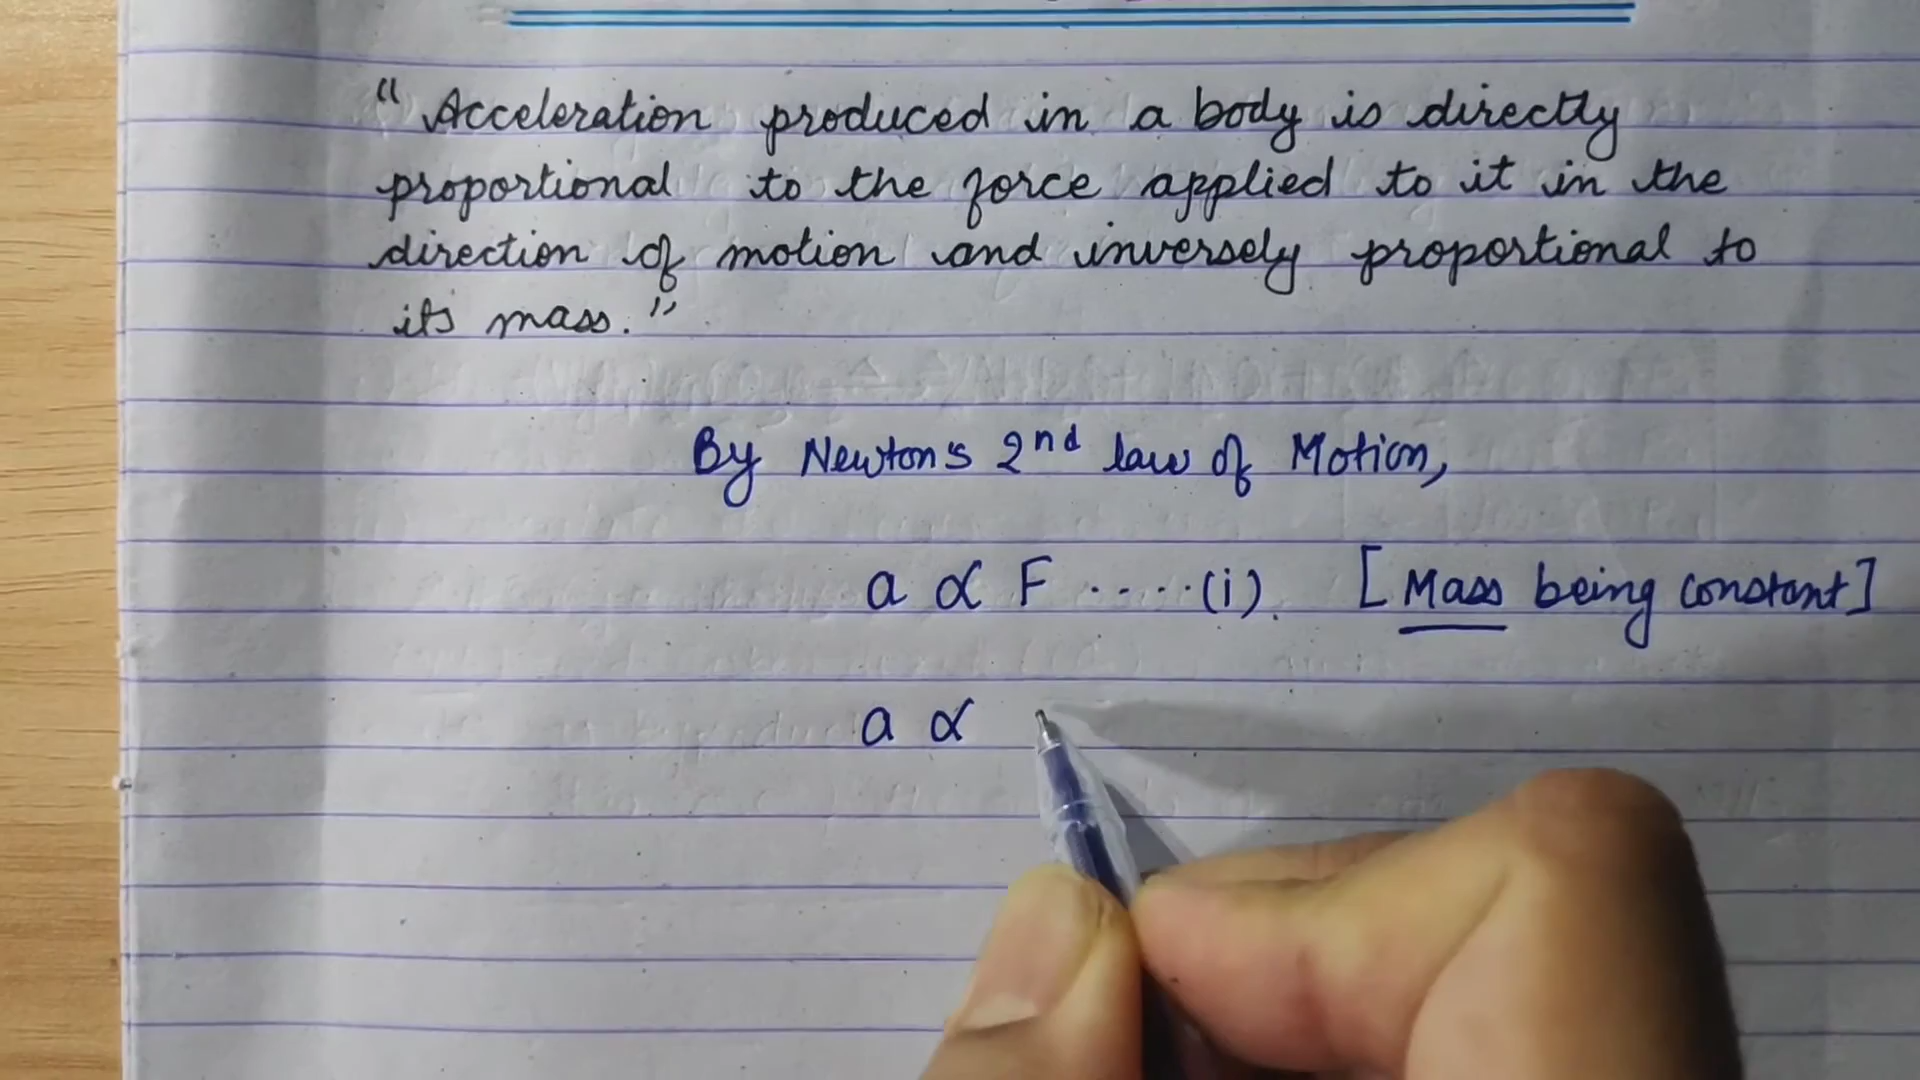 “Acceleration produced in a body is directly
proportional to the force applied to it in the
direction of motion and inversely proportional to
its mass.”
By Newton's 2nd law of Motion,
a ∝ F .....(i). [Mass being constant]
a ∝